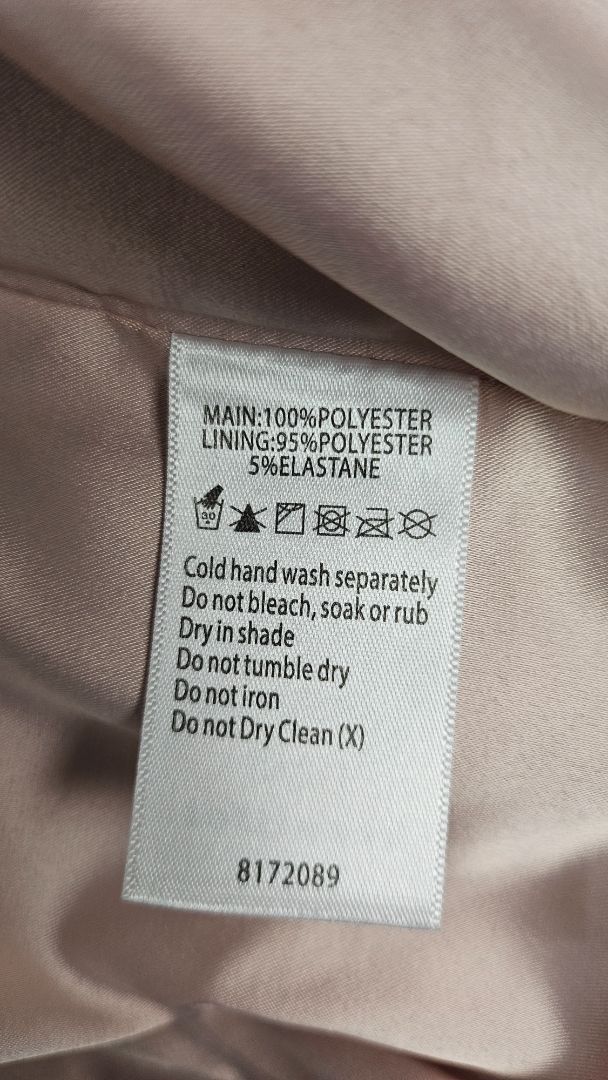 MAIN:100%POLYESTER
LINING:95%POLYESTER
5%ELASTANE
30
Cold hand wash separately
Do not bleach, soak or rub
Dry in shade
Do not tumble dry
Do not iron
Do not Dry Clean (X)
8172089